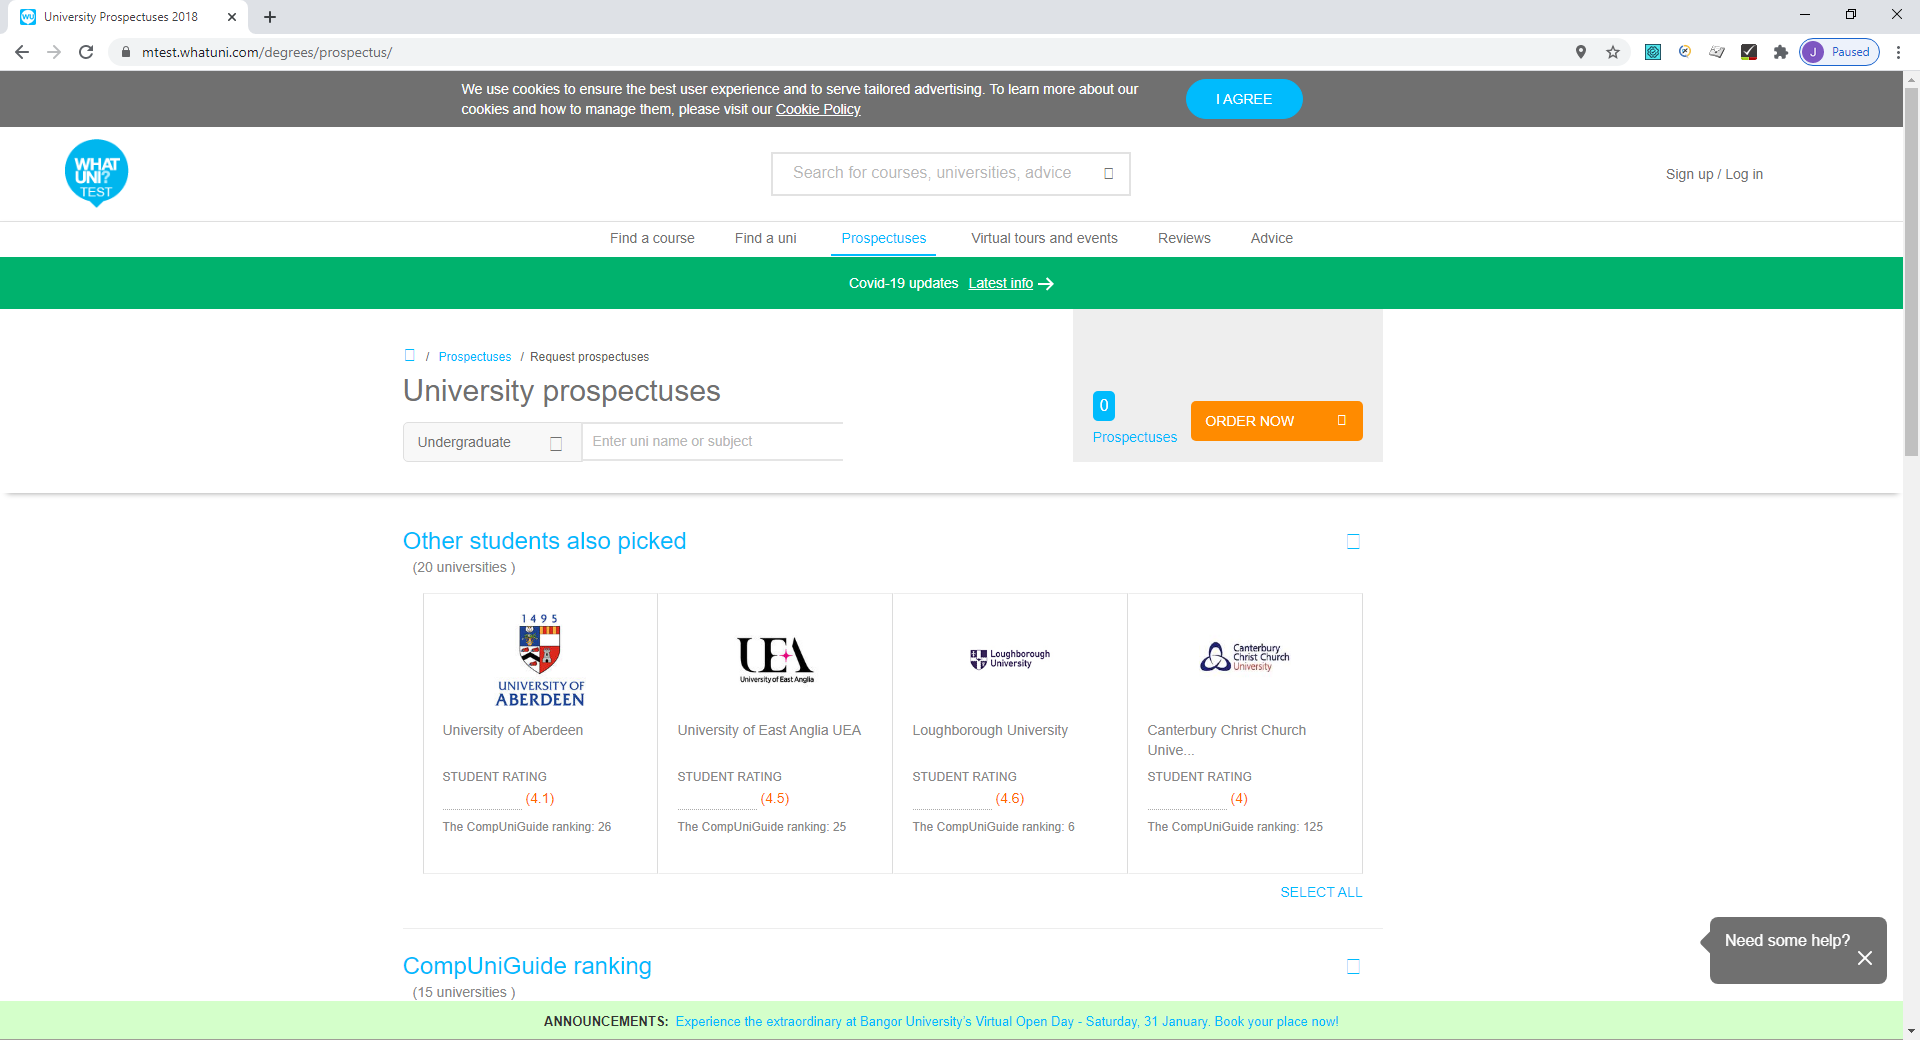 University Prospectuses 2018
mtest.whatuni.com/degrees/prospectus/
J Paused
We use cookies to ensure the best user experience and to serve tailored advertising. To learn more about our
cookies and how to manage them, please visit our Cookie Policy
I AGREE
WHAT
UNI?
TEST
Search for courses, universities, advice
Sign up / Log in
Find a course Find a uni Prospectuses Virtual tours and events Reviews Advice
Covid-19 updates Latest info
/ Prospectuses / Request prospectuses
University prospectuses
0
Prospectuses
ORDER NOW
Undergraduate
Enter uni name or subject
Other students also picked
(20 universities )
1495
UNIVERSITY OF
ABERDEEN
UEA
University of East Anglia
Loughborough
University
Canterbury
Christ Church
University
University of Aberdeen
STUDENT RATING
(4.1)
The CompUniGuide ranking: 26
University of East Anglia UEA
STUDENT RATING
(4.5)
The CompUniGuide ranking: 25
Loughborough University
STUDENT RATING
(4.6)
The CompUniGuide ranking: 6
Canterbury Christ Church
Unive...
STUDENT RATING
(4)
The CompUniGuide ranking: 125
SELECT ALL
CompUniGuide ranking
(15 universities )
Need some help?
ANNOUNCEMENTS: Experience the extraordinary at Bangor University's Virtual Open Day - Saturday, 31 January. Book your place now!